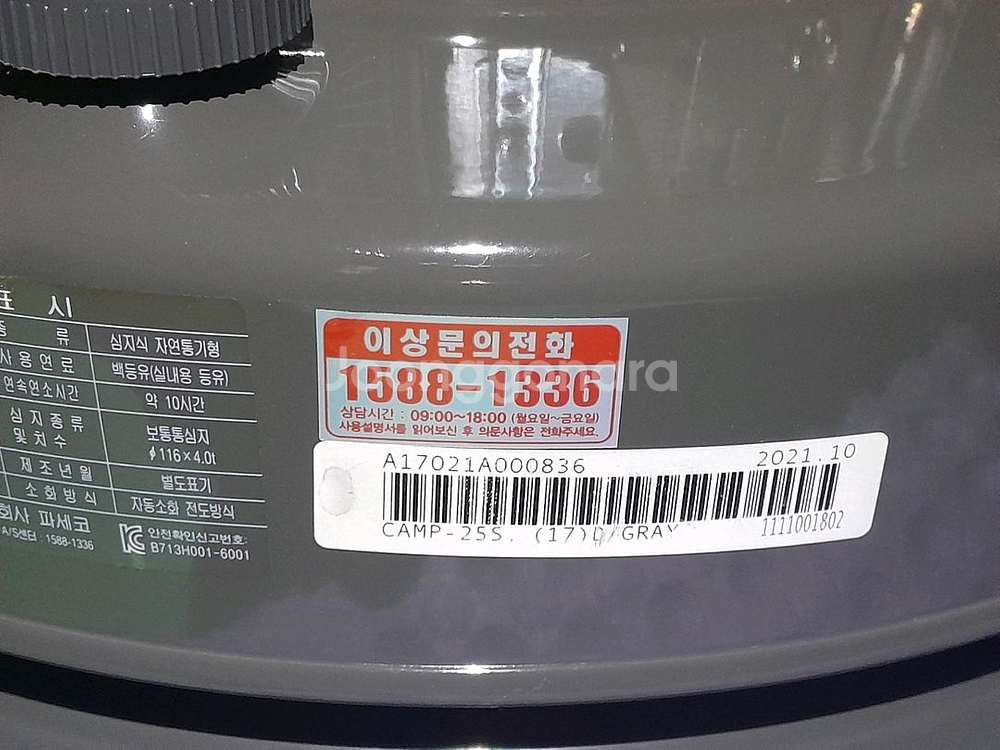 표 시
종 류 심지식 자연통기형
사용연료 백등유(실내용 등유)
연속연소시간 약 10시간
심지종류 및 치수 보통통심지 ϕ116×4.0t
제조년월 별도표기
소화방식 자동소화 전도방식
회사 파세코
A/S센터 : 1588-1336
안전확인신고번호:
B713H001-6001
이상문의전화
1588-1336
상담시간 : 09:00~18:00 (월요일~금요일)
사용설명서를 읽어보신 후 의문사항은 전화주세요.
A17021A000836 2021.10
CAMP-25S. (17)D/GRAY 1111001802
Joonggonara